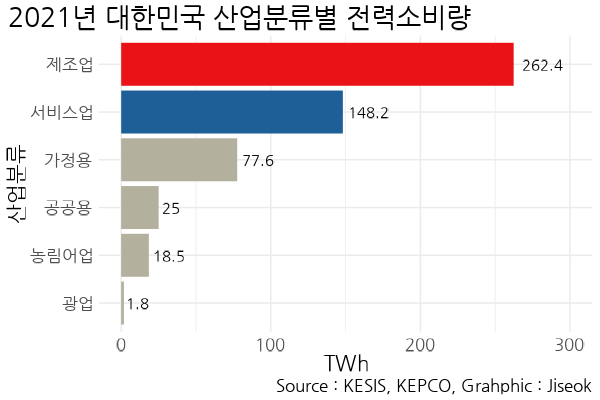 2021년 대한민국 산업분류별 전력소비량
산업분류
제조업 262.4
서비스업 148.2
가정용 77.6
공공용 25
농림어업 18.5
광업 1.8
0 100 200 300
TWh
Source : KESIS, KEPCO, Grahphic : Jiseok